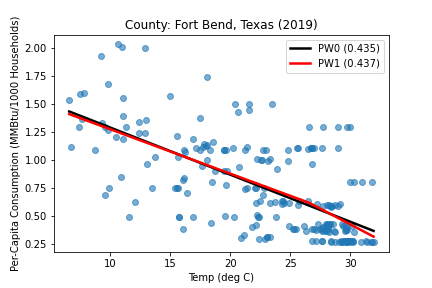 County: Fort Bend, Texas (2019)
Per-Capita Consumption (MMBtu/1000 Households)
2.00
1.75
1.50
1.25
1.00
0.75
0.50
0.25
PW0 (0.435)
PW1 (0.437)
10 15 20 25 30
Temp (deg C)